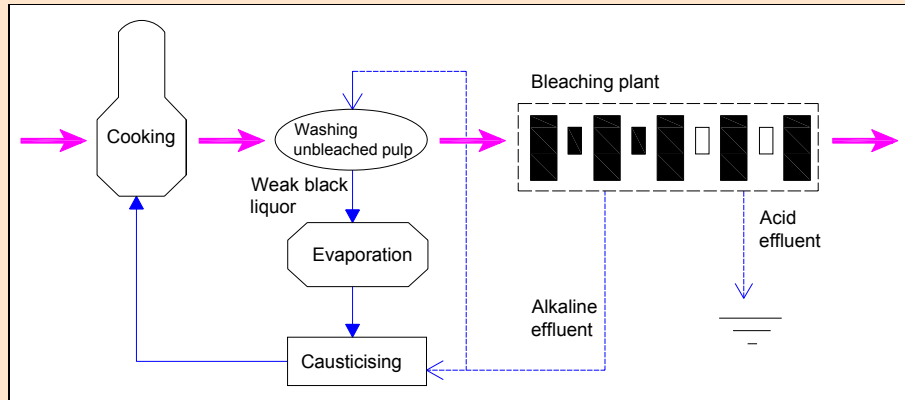 Bleaching plant
Cooking
Washing
unbleached pulp
Weak black
liquor
Evaporation
Acid
effluent
Alkaline
effluent
Causticising